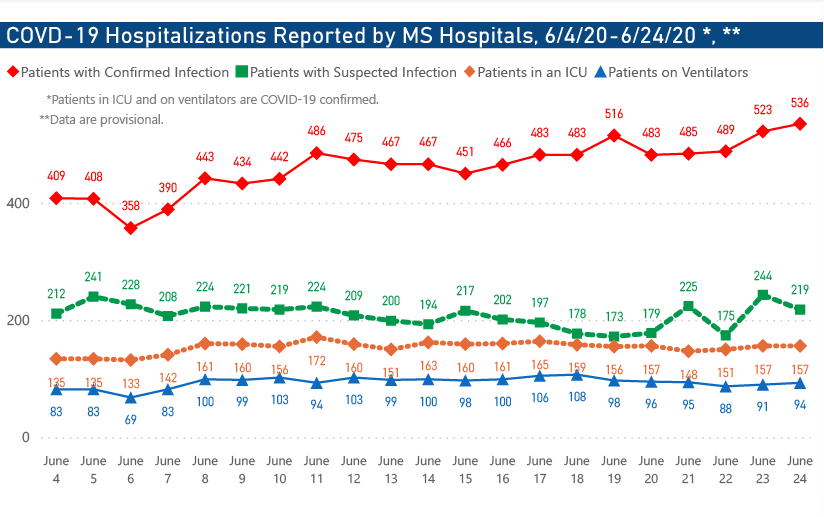 COVD-19 Hospitalizations Reported by MS Hospitals, 6/4/20-6/24/20 *, **
Patients with Confirmed Infection Patients with Suspected Infection Patients in an ICU Patients on Ventilators
*Patients in ICU and on ventilators are COVID-19 confirmed.
**Data are provisional.
409 408 358 390 443 434 442 486 475 467 467 451 466 483 483 516 483 485 489 523 536
400
212 241 228 208 224 221 219 224 209 200 194 217 202 197 178 173 179 225 175 244 219
200
135 135 133 142 161 160 156 172 160 151 163 160 161 165 159 156 157 148 151 157 157
83 83 69 83 100 99 103 94 103 99 100 98 100 106 108 98 96 95 88 91 94
0
June June June June June June June June June June June June June June June June June June June June June
4 5 6 7 8 9 10 11 12 13 14 15 16 17 18 19 20 21 22 23 24